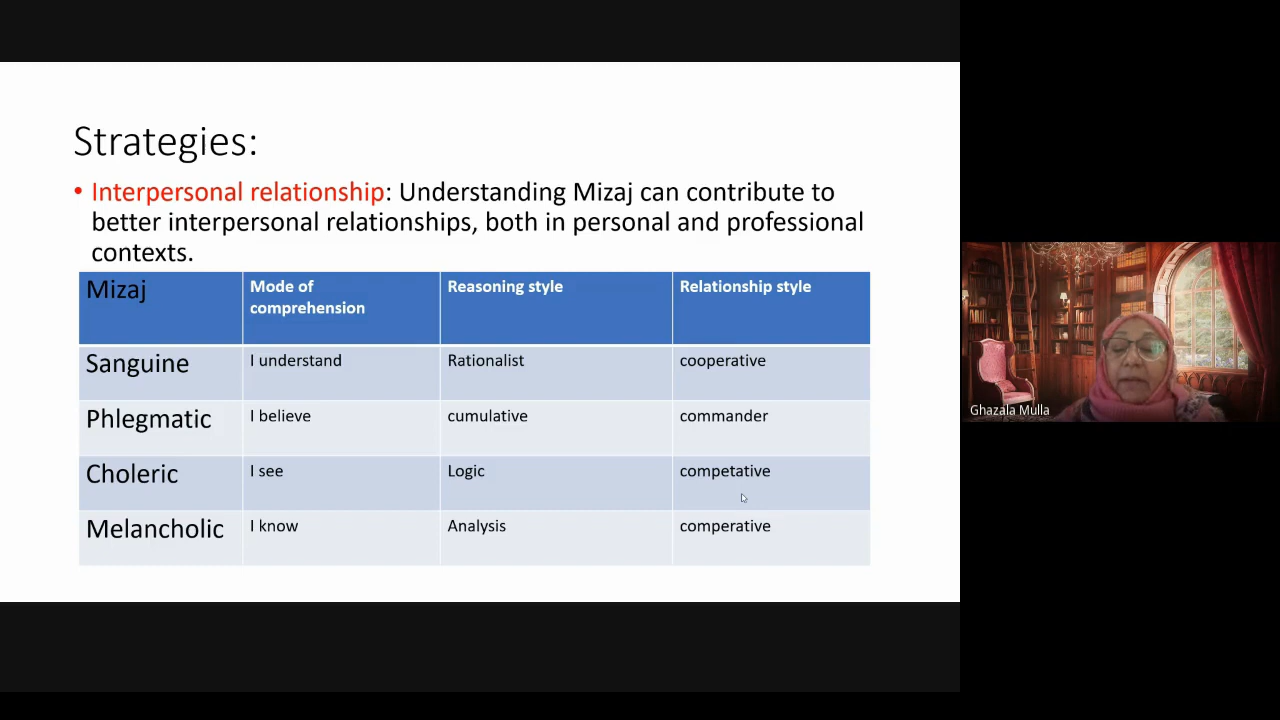 Strategies:
• Interpersonal relationship: Understanding Mizaj can contribute to
better interpersonal relationships, both in personal and professional
contexts.
Mizaj Mode of comprehension Reasoning style Relationship style
Sanguine I understand Rationalist cooperative
Phlegmatic I believe cumulative commander
Choleric I see Logic competative
Melancholic I know Analysis comperative
Ghazala Mulla